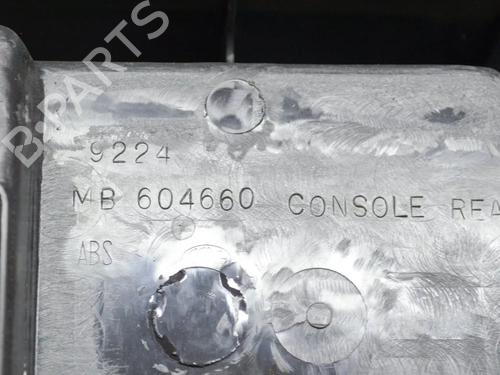 B-PARTS
9224
MB 604660 CONSOLE REA
ABS